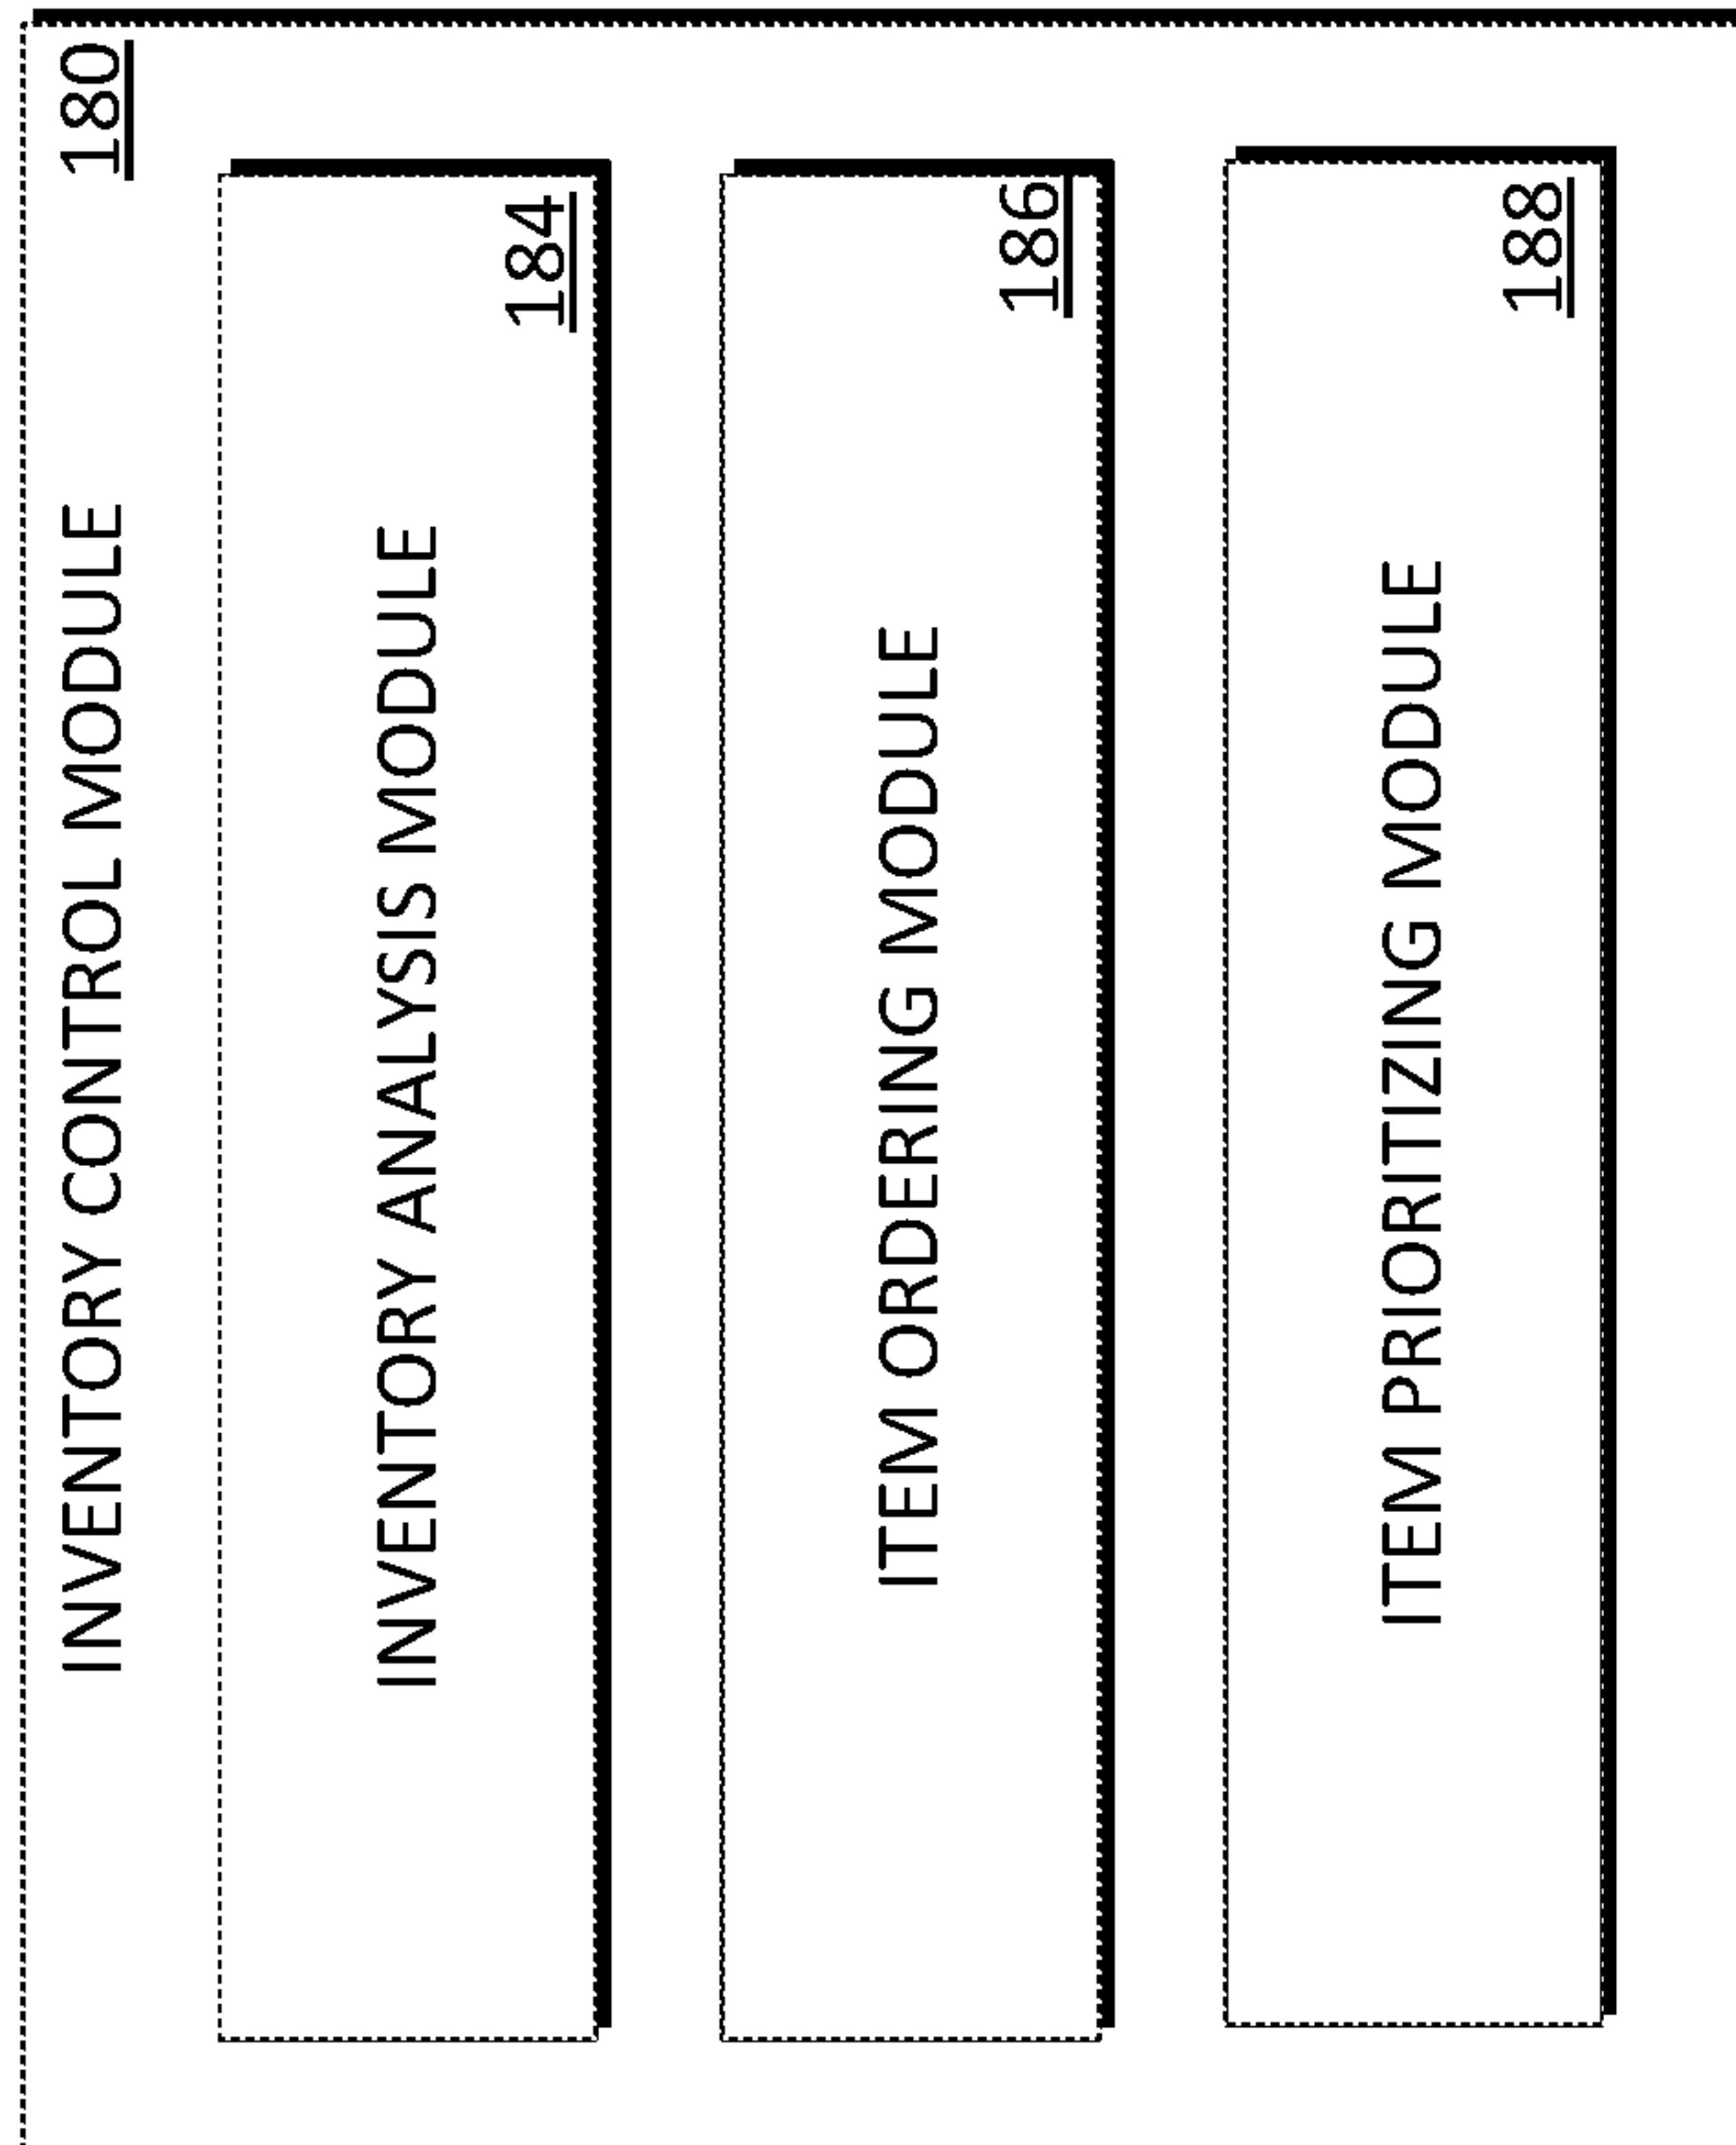 INVENTORY CONTROL MODULE 180
INVENTORY ANALYSIS MODULE
184
ITEM ORDERING MODULE
186
ITEM PRIORITIZING MODULE
188